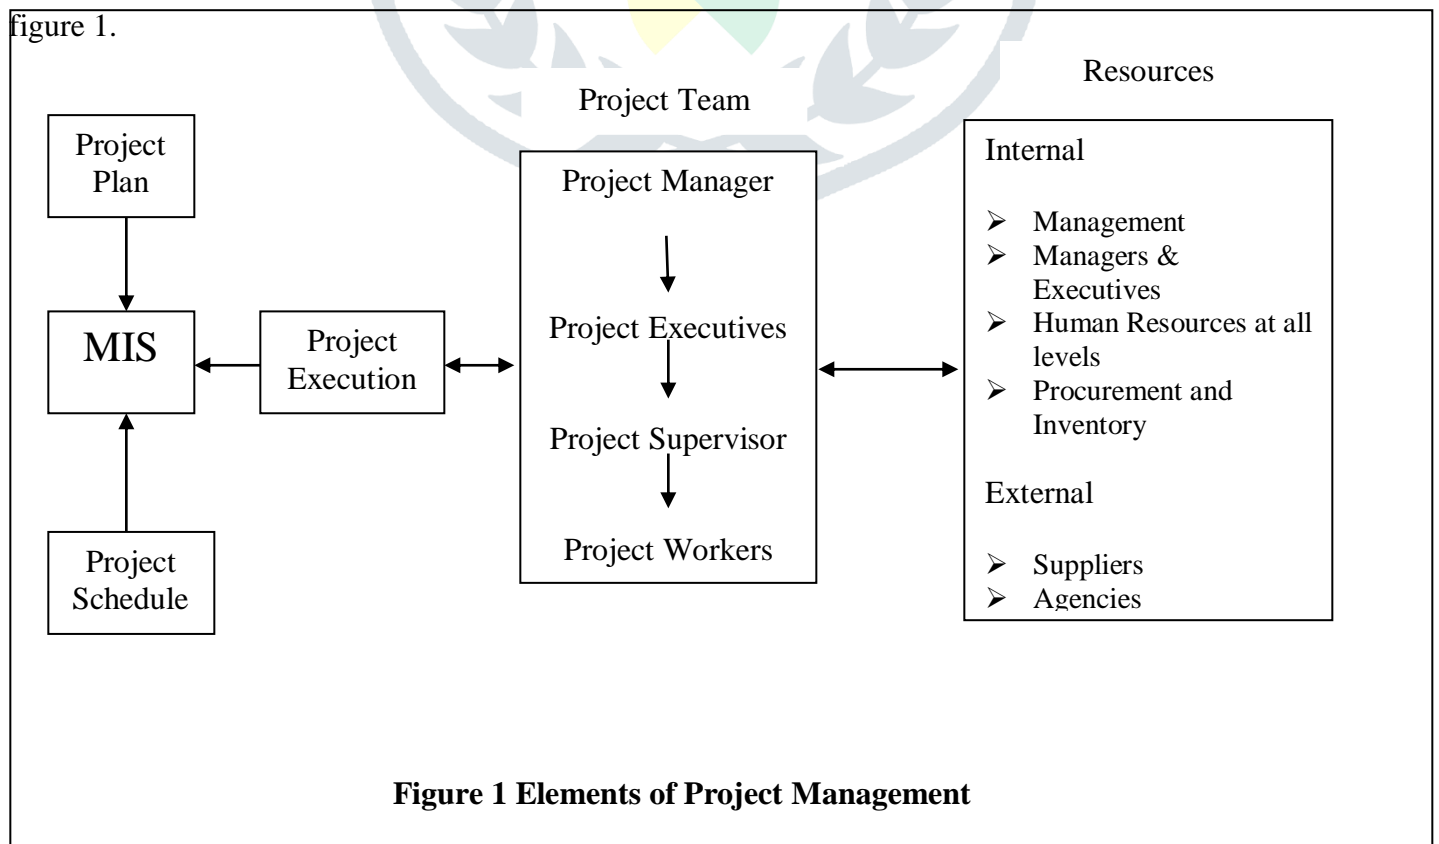 figure 1.
Project
Plan
MIS
Project
Schedule
Project
Execution
Project Team
Project Manager
Project Executives
Project Supervisor
Project Workers
Resources
Internal
➢ Management
➢ Managers &
Executives
➢ Human Resources at all
levels
➢ Procurement and
Inventory
External
➢ Suppliers
➢ Agencies
Figure 1 Elements of Project Management